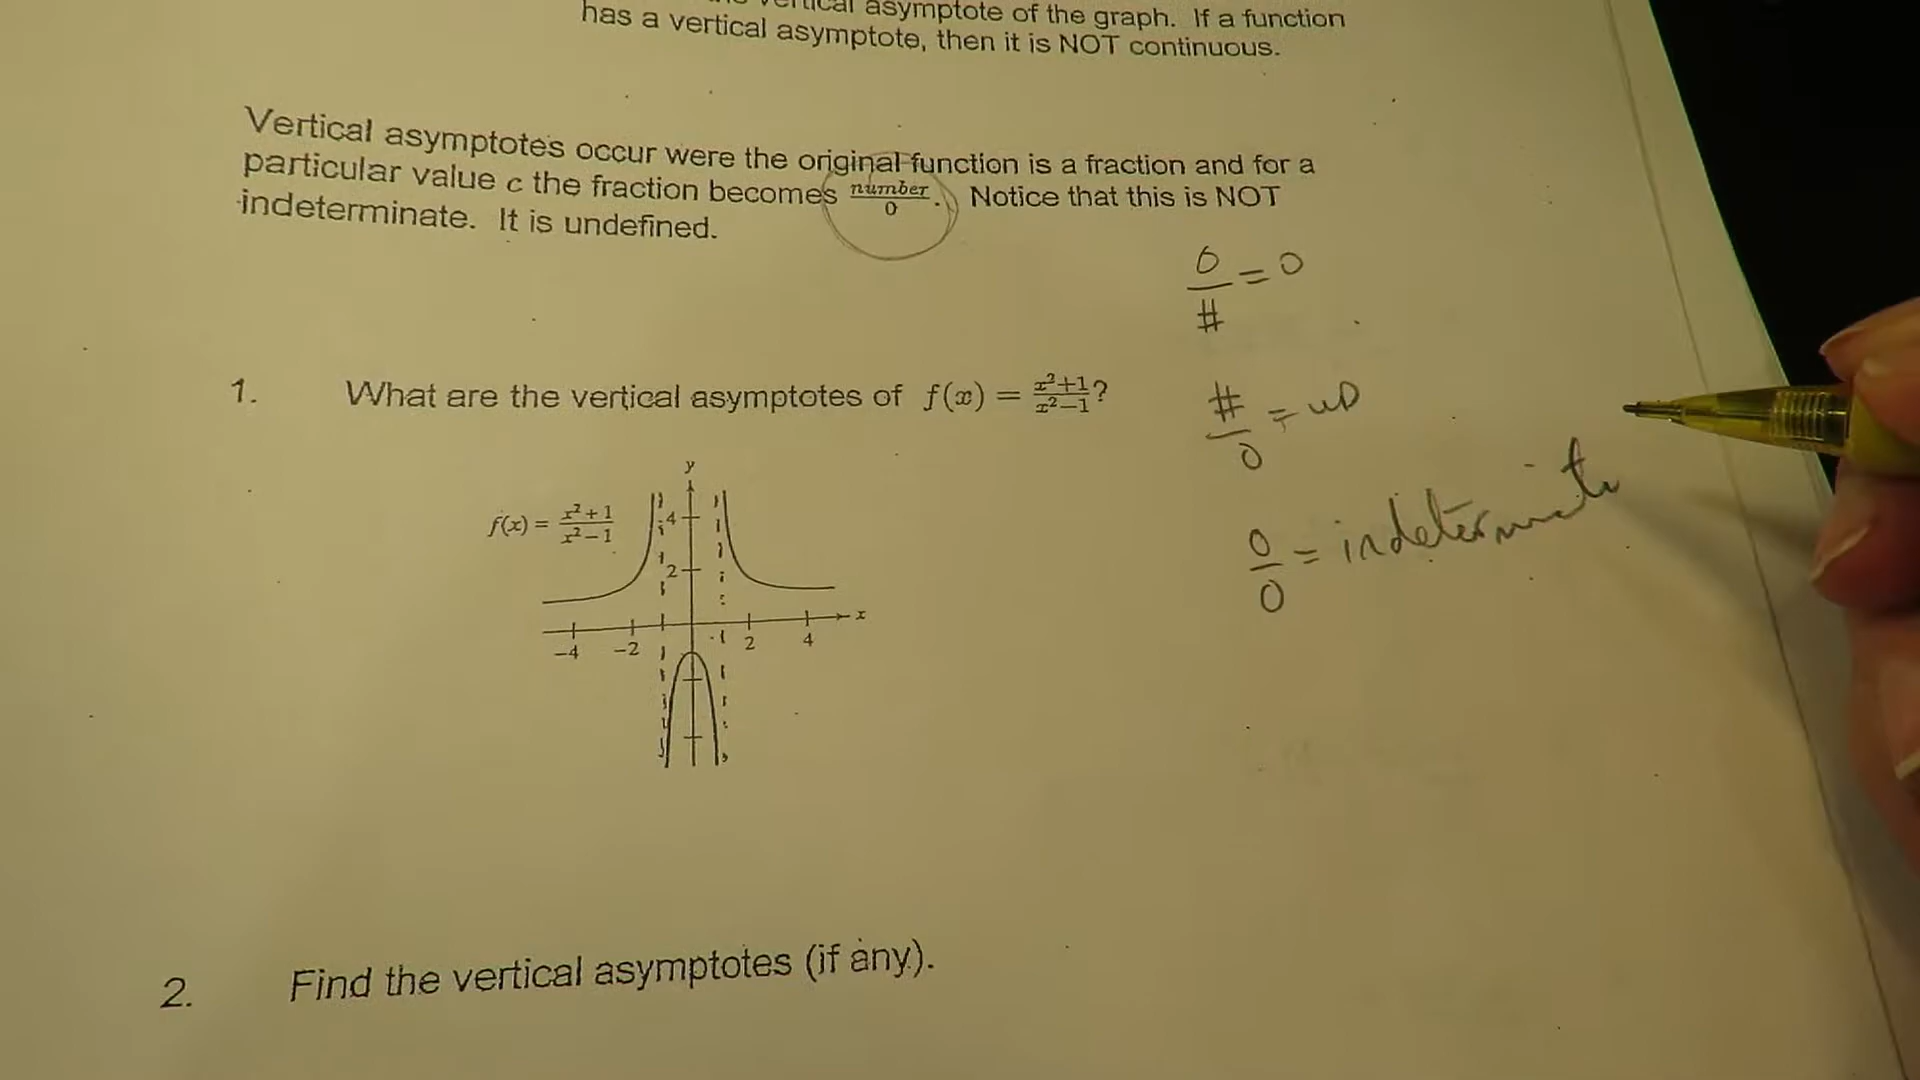 vertical asymptote of the graph. If a function
has a vertical asymptote, then it is NOT continuous.
Vertical asymptotes occur were the original function is a fraction and for a
particular value c the fraction becomes number/0. Notice that this is NOT
indeterminate. It is undefined.
0/# = 0
1. What are the vertical asymptotes of f(x) = x²+1/x²−1?
#/0 = UD
0/0 = indeterminate
y
f(x) = x² + 1/x² − 1
4
2
x
−4 −2 -1 2 4
2. Find the vertical asymptotes (if any).